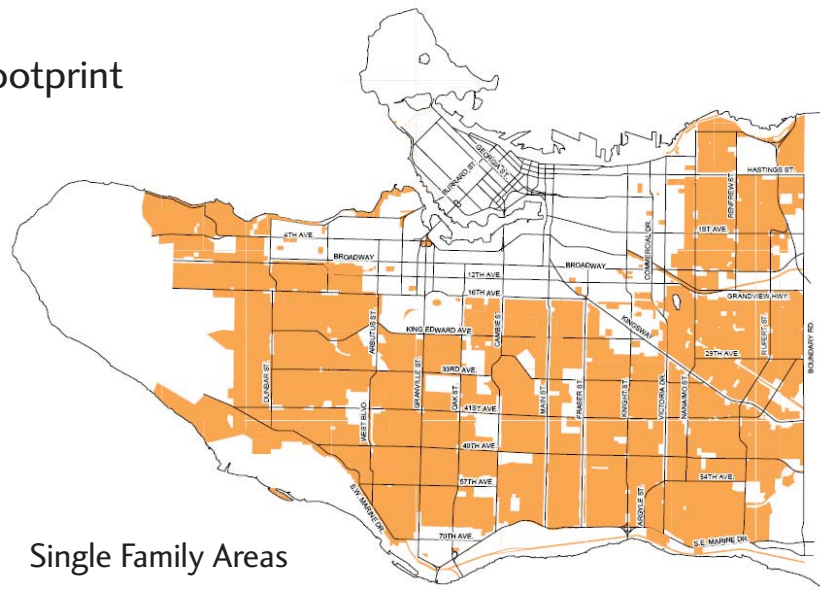 ootprint
GEORGIA ST.
BURRARD ST.
HASTINGS ST.
RENFREW ST.
4TH AVE.
1ST AVE.
COMMERCIAL DR.
BROADWAY
BROADWAY
12TH AVE.
16TH AVE.
GRANDVIEW HWY.
KINGSWAY
ARBUTUS ST.
KING EDWARD AVE.
CAMBIE ST.
RUPERT ST.
BOUNDARY RD.
29TH AVE.
33RD AVE.
DUNBAR ST.
GRANVILLE ST.
OAK ST.
MAIN ST.
FRASER ST.
KNIGHT ST.
VICTORIA DR.
NANAIMO ST.
WEST BLVD.
41ST AVE.
49TH AVE.
57TH AVE.
54TH AVE.
S.W. MARINE DR.
ARGYLE ST.
70TH AVE.
S.E. MARINE DR.
Single Family Areas